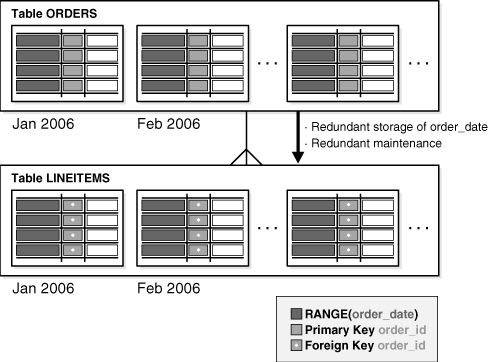 Table ORDERS
. . .
. . .
Jan 2006
Feb 2006
· Redundant storage of order_date
· Redundant maintenance
Table LINEITEMS
. . .
. . .
Jan 2006
Feb 2006
RANGE(order_date)
Primary Key order_id
Foreign Key order_id